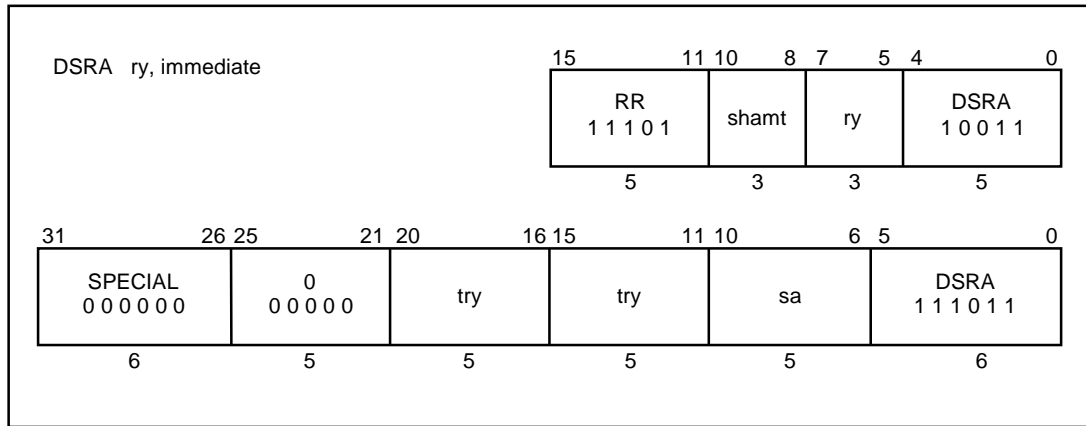 DSRA ry, immediate
15 11 10 8 7 5 4 0
RR shamt ry DSRA
1 1 1 0 1 1 0 0 1 1
5 3 3 5
31 26 25 21 20 16 15 11 10 6 5 0
SPECIAL 0 try try sa DSRA
0 0 0 0 0 0 0 0 0 0 0 1 1 1 0 1 1
6 5 5 5 5 6